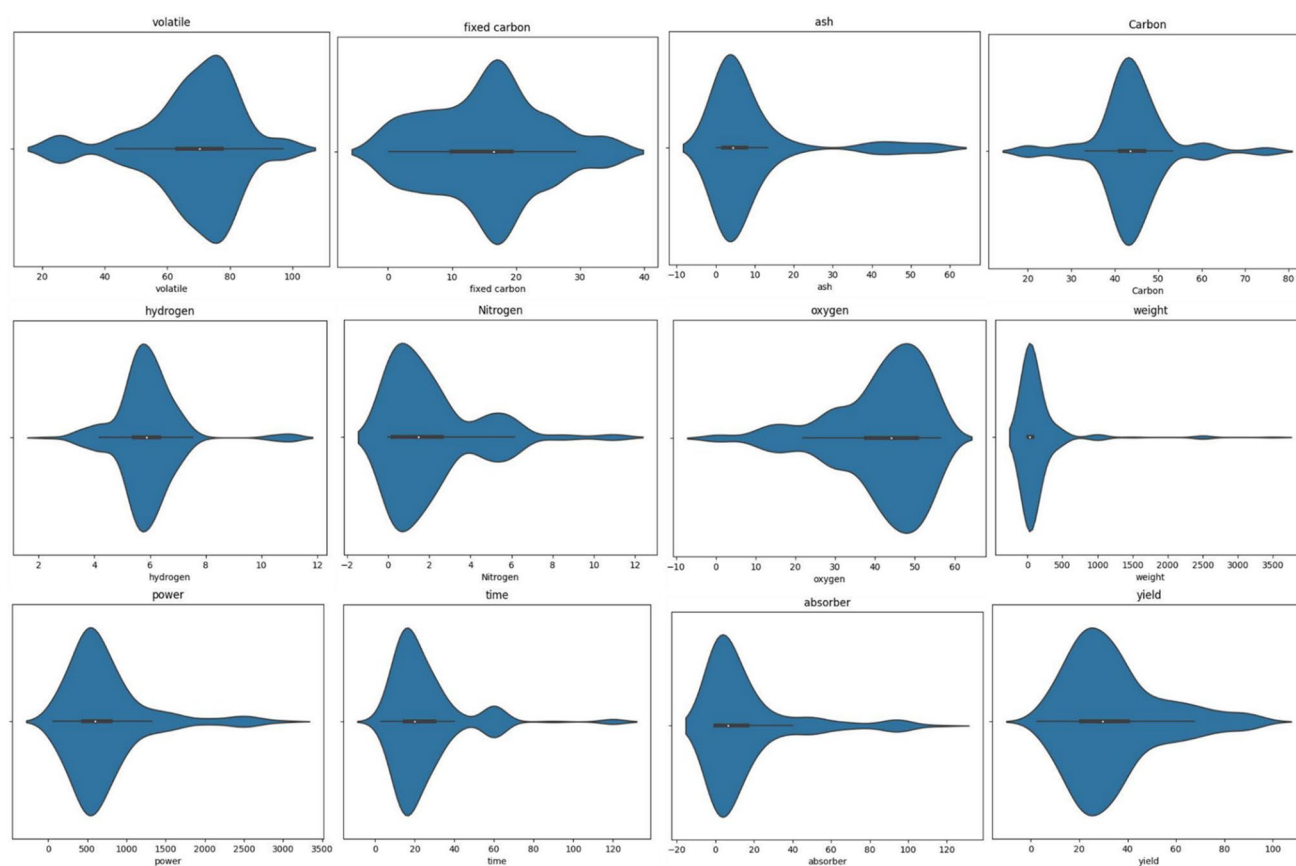 volatile
20 40 60 80 100
volatile
fixed carbon
0 10 20 30 40
fixed carbon
ash
−10 0 10 20 30 40 50 60
ash
Carbon
20 30 40 50 60 70 80
Carbon
hydrogen
2 4 6 8 10 12
hydrogen
Nitrogen
−2 0 2 4 6 8 10 12
Nitrogen
oxygen
−10 0 10 20 30 40 50 60
oxygen
weight
0 500 1000 1500 2000 2500 3000 3500
weight
power
0 500 1000 1500 2000 2500 3000 3500
power
time
0 20 40 60 80 100 120
time
absorber
−20 0 20 40 60 80 100 120
absorber
yield
0 20 40 60 80 100
yield